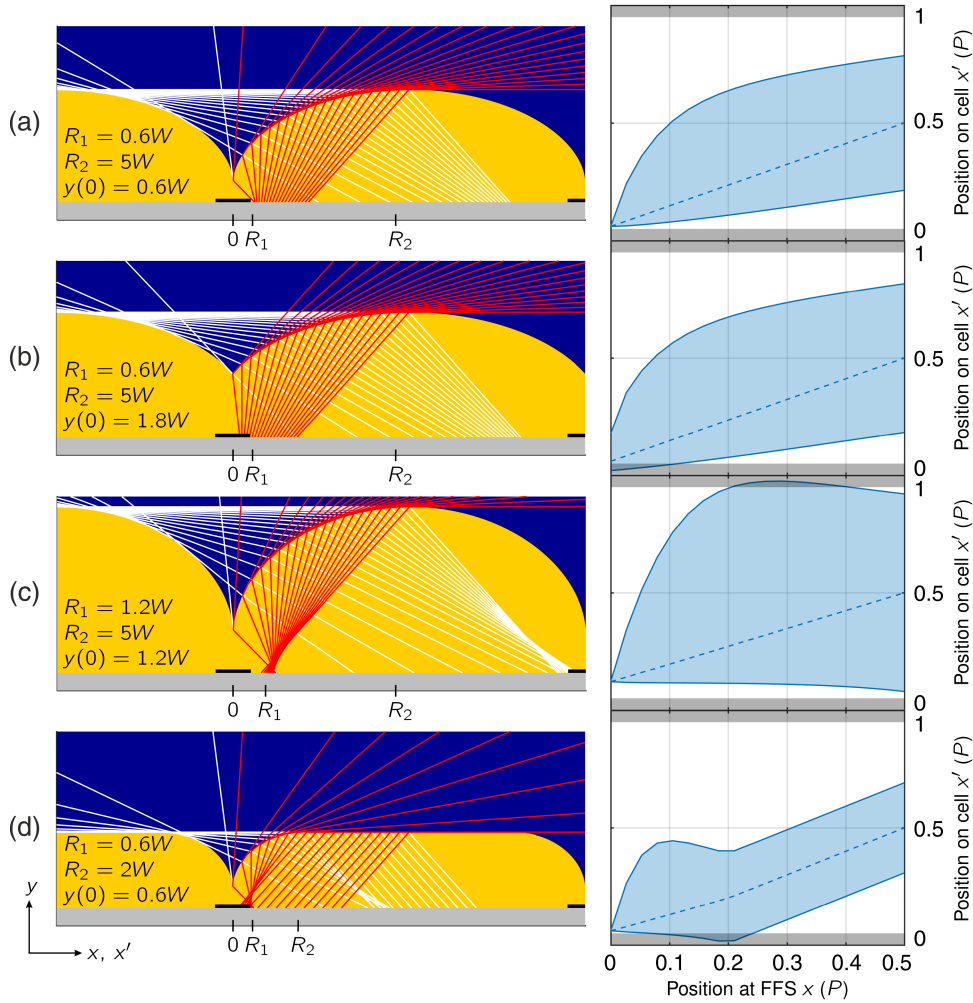 (a)
R₁ = 0.6W
R₂ = 5W
y(0) = 0.6W
0 R₁ R₂
1
0.5
0
Position on cell x′ (P)
(b)
R₁ = 0.6W
R₂ = 5W
y(0) = 1.8W
0 R₁ R₂
1
0.5
0
Position on cell x′ (P)
(c)
R₁ = 1.2W
R₂ = 5W
y(0) = 1.2W
0 R₁ R₂
1
0.5
0
Position on cell x′ (P)
(d)
R₁ = 0.6W
R₂ = 2W
y(0) = 0.6W
0 R₁ R₂
y
x, x′
1
0.5
0
Position on cell x′ (P)
0 0.1 0.2 0.3 0.4 0.5
Position at FFS x (P)